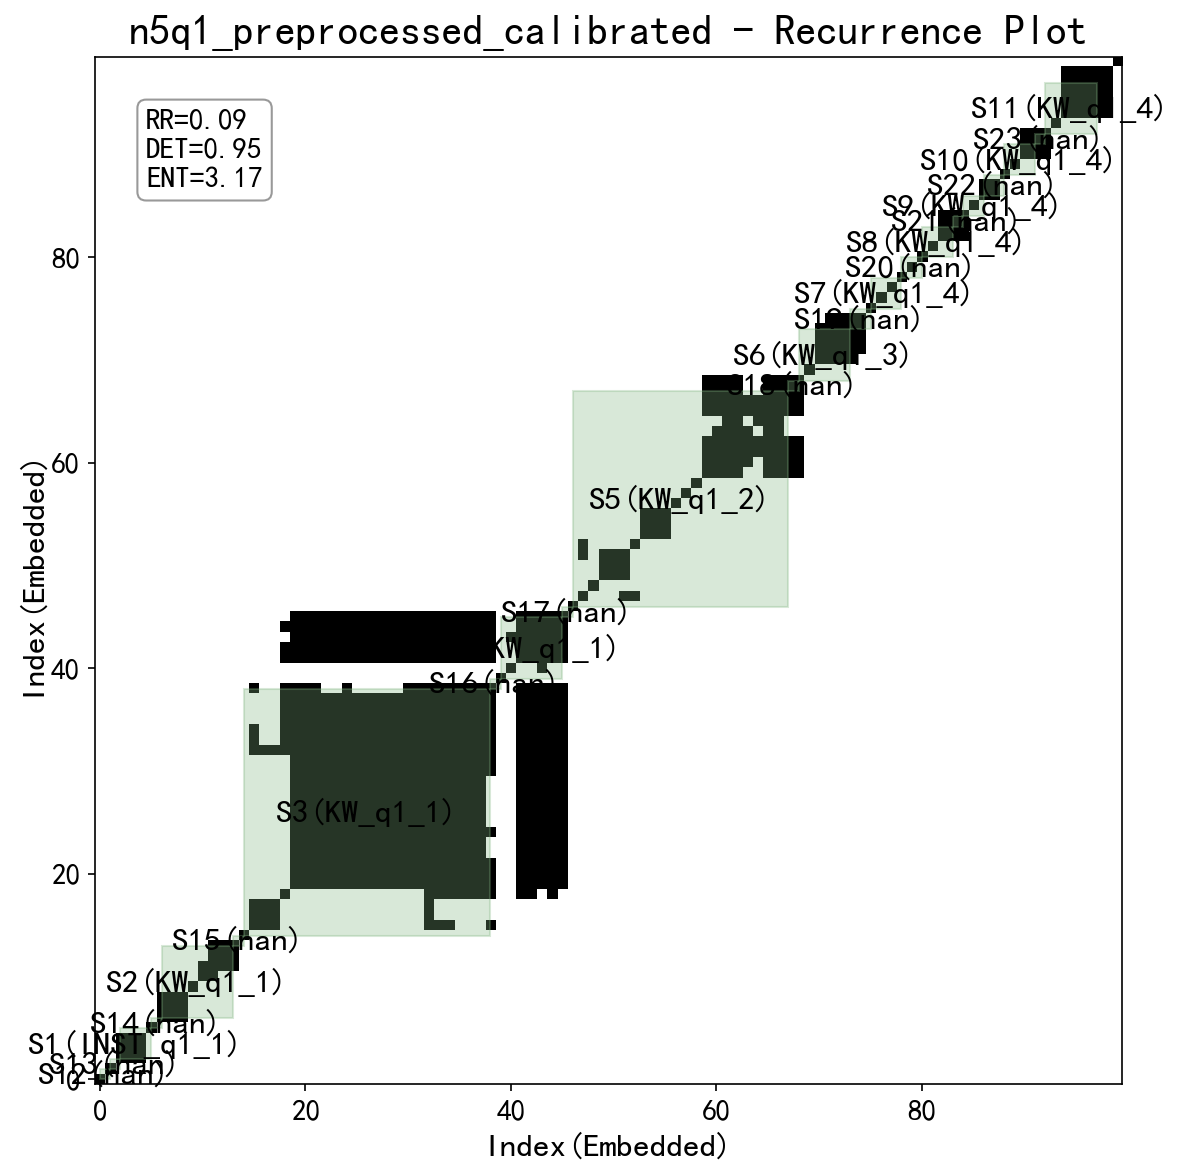 n5q1_preprocessed_calibrated - Recurrence Plot
RR=0.09
DET=0.95
ENT=3.17
S11(KW_q1_4)
S23(nan)
S10(KW_q1_4)
S22(nan)
S9(KW_q1_4)
S21(nan)
S8(KW_q1_4)
S20(nan)
S7(KW_q1_4)
S19(nan)
S6(KW_q1_3)
S18(nan)
S5(KW_q1_2)
S17(nan)
KW_q1_1)
S16(nan)
S3(KW_q1_1)
S15(nan)
S2(KW_q1_1)
S14(nan)
S1(INST_q1_1)
S13(nan)
S12(nan)
80
60
40
20
0
0 20 40 60 80
Index(Embedded)
Index(Embedded)